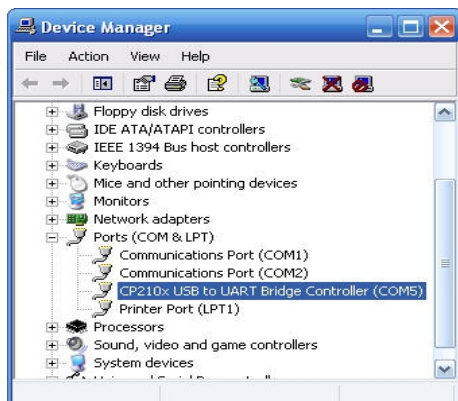 Device Manager
File Action View Help
Floppy disk drives
IDE ATA/ATAPI controllers
IEEE 1394 Bus host controllers
Keyboards
Mice and other pointing devices
Monitors
Network adapters
Ports (COM & LPT)
Communications Port (COM1)
Communications Port (COM2)
CP210x USB to UART Bridge Controller (COM5)
Printer Port (LPT1)
Processors
Sound, video and game controllers
System devices